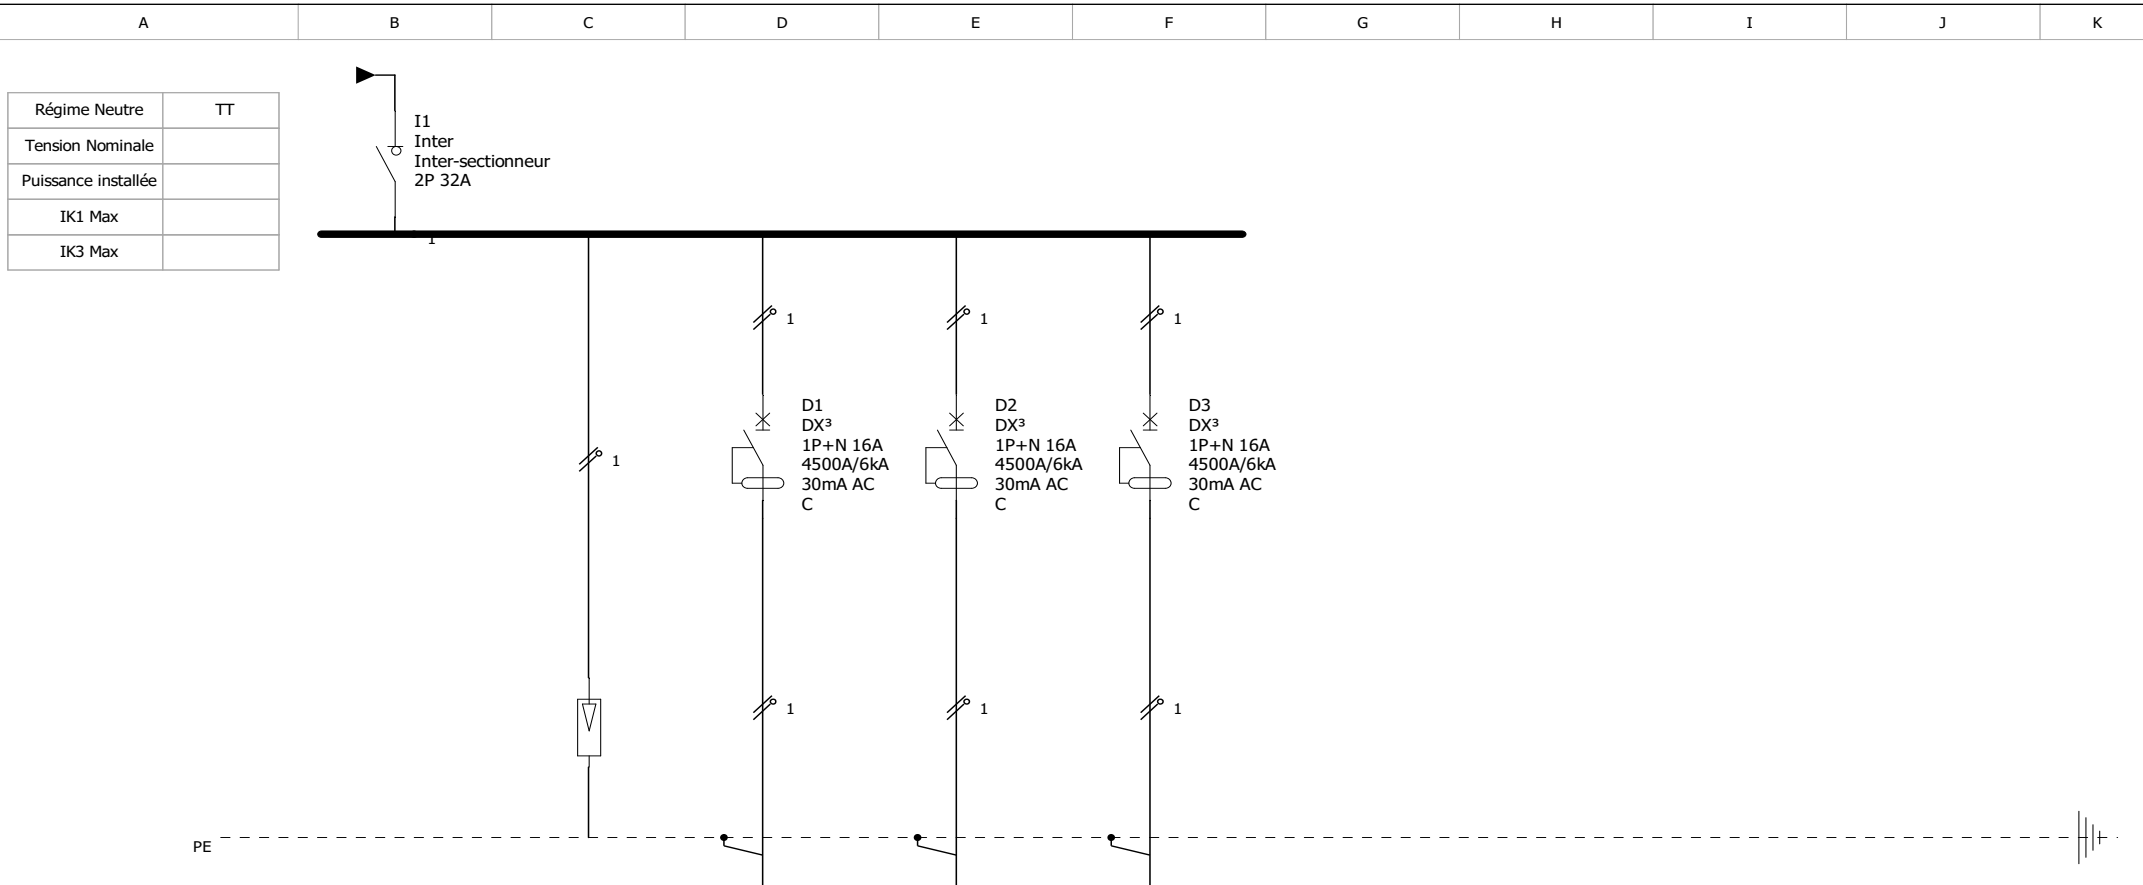 A B C D E F G H I J K
Régime Neutre TT
Tension Nominale
Puissance installée
IK1 Max
IK3 Max
I1
Inter
Inter-sectionneur
2P 32A
1
1
1
1
D1
DX³
1P+N 16A
4500A/6kA
30mA AC
C
D2
DX³
1P+N 16A
4500A/6kA
30mA AC
C
D3
DX³
1P+N 16A
4500A/6kA
30mA AC
C
1
1
1
1
PE